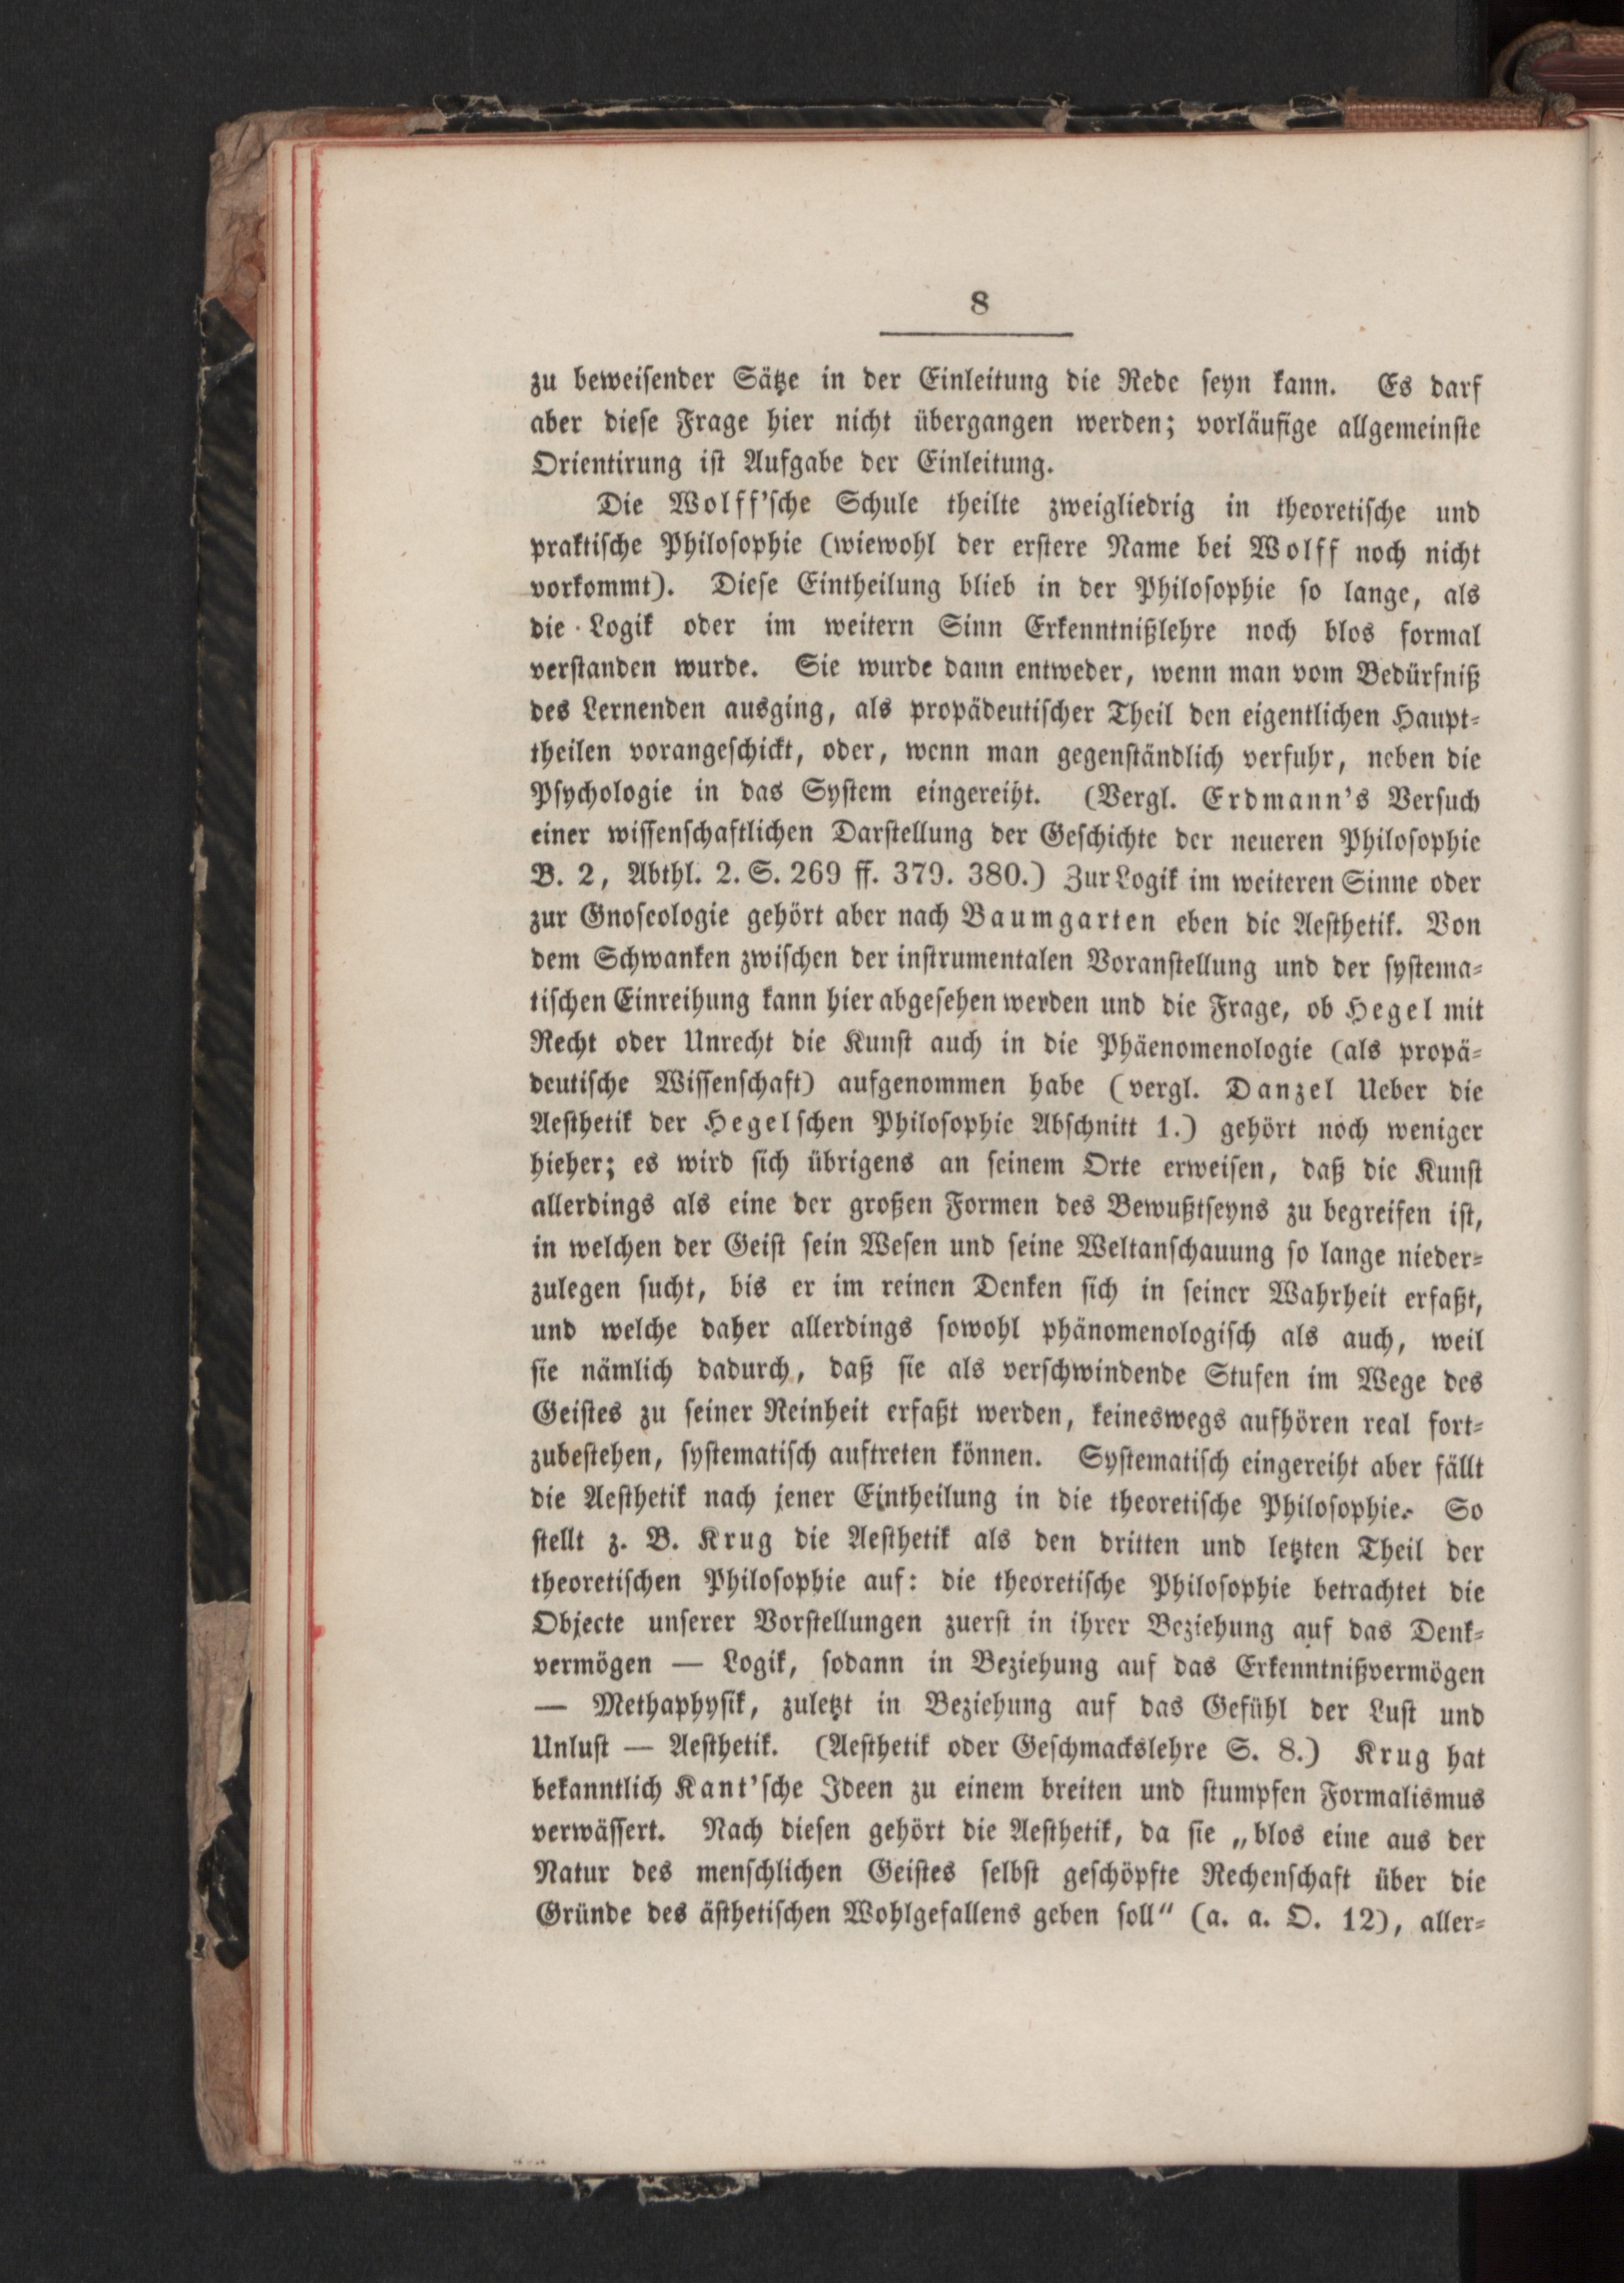 8
zu beweisender Sätze in der Einleitung die Rede seyn kann. Es darf
aber diese Frage hier nicht übergangen werden; vorläufige allgemeinste
Orientirung ist Aufgabe der Einleitung.
Die Wolff'sche Schule theilte zweigliedrig in theoretische und
praktische Philosophie (wiewohl der erstere Name bei Wolff noch nicht
vorkommt). Diese Eintheilung blieb in der Philosophie so lange, als
die Logik oder im weitern Sinn Erkenntnißlehre noch blos formal
verstanden wurde. Sie wurde dann entweder, wenn man vom Bedürfniß
des Lernenden ausging, als propädeutischer Theil den eigentlichen Haupt-
theilen vorangeschickt, oder, wenn man gegenständlich verfuhr, neben die
Psychologie in das System eingereiht. (Vergl. Erdmann's Versuch
einer wissenschaftlichen Darstellung der Geschichte der neueren Philosophie
B. 2, Abthl. 2. S. 269 ff. 379. 380.) Zur Logik im weiteren Sinne oder
zur Gnoseologie gehört aber nach Baumgarten eben die Aesthetik. Von
dem Schwanken zwischen der instrumentalen Voranstellung und der systema-
tischen Einreihung kann hier abgesehen werden und die Frage, ob Hegel mit
Recht oder Unrecht die Kunst auch in die Phäenomenologie (als propä-
deutische Wissenschaft) aufgenommen habe (vergl. Danzel Ueber die
Aesthetik der Hegelschen Philosophie Abschnitt 1.) gehört noch weniger
hieher; es wird sich übrigens an seinem Orte erweisen, daß die Kunst
allerdings als eine der großen Formen des Bewußtseyns zu begreifen ist,
in welchen der Geist sein Wesen und seine Weltanschauung so lange nieder-
zulegen sucht, bis er im reinen Denken sich in seiner Wahrheit erfaßt,
und welche daher allerdings sowohl phänomenologisch als auch, weil
sie nämlich dadurch, daß sie als verschwindende Stufen im Wege des
Geistes zu seiner Reinheit erfaßt werden, keineswegs aufhören real fort-
zubestehen, systematisch auftreten können. Systematisch eingereiht aber fällt
die Aesthetik nach jener Eintheilung in die theoretische Philosophie. So
stellt z. B. Krug die Aesthetik als den dritten und letzten Theil der
theoretischen Philosophie auf: die theoretische Philosophie betrachtet die
Objecte unserer Vorstellungen zuerst in ihrer Beziehung auf das Denk-
vermögen — Logik, sodann in Beziehung auf das Erkenntnißvermögen
— Methaphysik, zuletzt in Beziehung auf das Gefühl der Lust und
Unlust — Aesthetik. (Aesthetik oder Geschmackslehre S. 8.) Krug hat
bekanntlich Kant'sche Ideen zu einem breiten und stumpfen Formalismus
verwässert. Nach diesen gehört die Aesthetik, da sie „blos eine aus der
Natur des menschlichen Geistes selbst geschöpfte Rechenschaft über die
Gründe des ästhetischen Wohlgefallens geben soll“ (a. a. O. 12), aller-